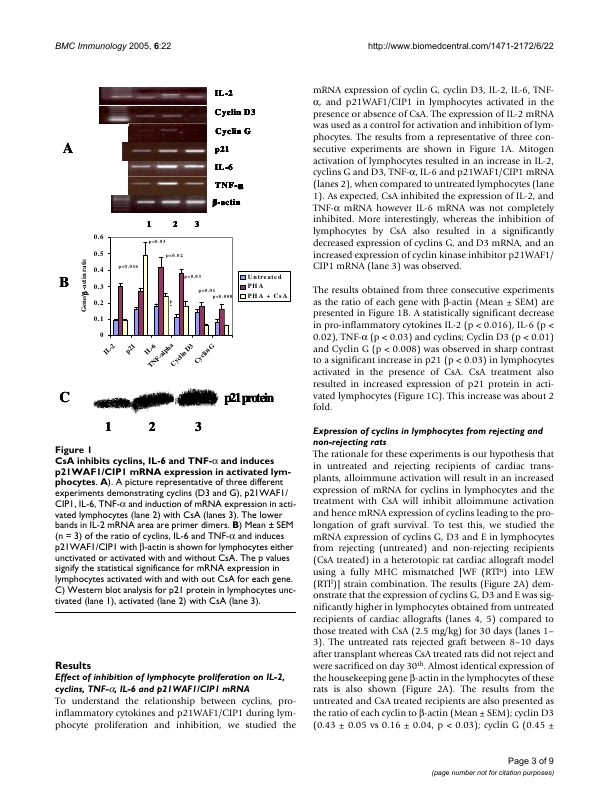 BMC Immunology 2005, 6:22
http://www.biomedcentral.com/1471-2172/6/22
IL-2
Cyclin D3
Cyclin G
A
p21
IL-6
TNF-α
β-actin
1 2 3
B
Gene/β-actin ratio
0.6
0.5
0.4
0.3
0.2
0.1
0
p<0.016
p<0.03
p<0.02
p<0.03
p<0.01
p<0.008
Untreated
PHA
PHA + CsA
IL-2
p21
IL-6
TNF-alpha
Cyclin D3
Cyclin G
C
p21 protein
1 2 3
Figure 1
CsA inhibits cyclins, IL-6 and TNF-α and induces
p21WAF1/CIP1 mRNA expression in activated lym-
phocytes. A). A picture representative of three different
experiments demonstrating cyclins (D3 and G), p21WAF1/
CIP1, IL-6, TNF-α and induction of mRNA expression in acti-
vated lymphocytes (lane 2) with CsA (lanes 3). The lower
bands in IL-2 mRNA area are primer dimers. B) Mean ± SEM
(n = 3) of the ratio of cyclins, IL-6 and TNF-α and induces
p21WAF1/CIP1 with β-actin is shown for lymphocytes either
unctivated or activated with and without CsA. The p values
signify the statistical significance for mRNA expression in
lymphocytes activated with and with out CsA for each gene.
C) Western blot analysis for p21 protein in lymphocytes unc-
tivated (lane 1), activated (lane 2) with CsA (lane 3).
Results
Effect of inhibition of lymphocyte proliferation on IL-2,
cyclins, TNF-α, IL-6 and p21WAF1/CIP1 mRNA
To understand the relationship between cyclins, pro-
inflammatory cytokines and p21WAF1/CIP1 during lym-
phocyte proliferation and inhibition, we studied the
mRNA expression of cyclin G, cyclin D3, IL-2, IL-6, TNF-
α, and p21WAF1/CIP1 in lymphocytes activated in the
presence or absence of CsA. The expression of IL-2 mRNA
was used as a control for activation and inhibition of lym-
phocytes. The results from a representative of three con-
secutive experiments are shown in Figure 1A. Mitogen
activation of lymphocytes resulted in an increase in IL-2,
cyclins G and D3, TNF-α, IL-6 and p21WAF1/CIP1 mRNA
(lanes 2), when compared to untreated lymphocytes (lane
1). As expected, CsA inhibited the expression of IL-2, and
TNF-α mRNA however IL-6 mRNA was not completely
inhibited. More interestingly, whereas the inhibition of
lymphocytes by CsA also resulted in a significantly
decreased expression of cyclins G, and D3 mRNA, and an
increased expression of cyclin kinase inhibitor p21WAF1/
CIP1 mRNA (lane 3) was observed.
The results obtained from three consecutive experiments
as the ratio of each gene with β-actin (Mean ± SEM) are
presented in Figure 1B. A statistically significant decrease
in pro-inflammatory cytokines IL-2 (p < 0.016), IL-6 (p <
0.02), TNF-α (p < 0.03) and cyclins; Cyclin D3 (p < 0.01)
and Cyclin G (p < 0.008) was observed in sharp contrast
to a significant increase in p21 (p < 0.03) in lymphocytes
activated in the presence of CsA. CsA treatment also
resulted in increased expression of p21 protein in acti-
vated lymphocytes (Figure 1C). This increase was about 2
fold.
Expression of cyclins in lymphocytes from rejecting and
non-rejecting rats
The rationale for these experiments is our hypothesis that
in untreated and rejecting recipients of cardiac trans-
plants, alloimmune activation will result in an increased
expression of mRNA for cyclins in lymphocytes and the
treatment with CsA will inhibit alloimmune activation
and hence mRNA expression of cyclins leading to the pro-
longation of graft survival. To test this, we studied the
mRNA expression of cyclins G, D3 and E in lymphocytes
from rejecting (untreated) and non-rejecting recipients
(CsA treated) in a heterotopic rat cardiac allograft model
using a fully MHC mismatched [WF (RTlᵘ) into LEW
(RTlˡ)] strain combination. The results (Figure 2A) dem-
onstrate that the expression of cyclins G, D3 and E was sig-
nificantly higher in lymphocytes obtained from untreated
recipients of cardiac allografts (lanes 4, 5) compared to
those treated with CsA (2.5 mg/kg) for 30 days (lanes 1–
3). The untreated rats rejected graft between 8–10 days
after transplant whereas CsA treated rats did not reject and
were sacrificed on day 30th. Almost identical expression of
the housekeeping gene β-actin in the lymphocytes of these
rats is also shown (Figure 2A). The results from the
untreated and CsA treated recipients are also presented as
the ratio of each cyclin to β-actin (Mean ± SEM); cyclin D3
(0.43 ± 0.05 vs 0.16 ± 0.04, p < 0.03); cyclin G (0.45 ±
Page 3 of 9
(page number not for citation purposes)